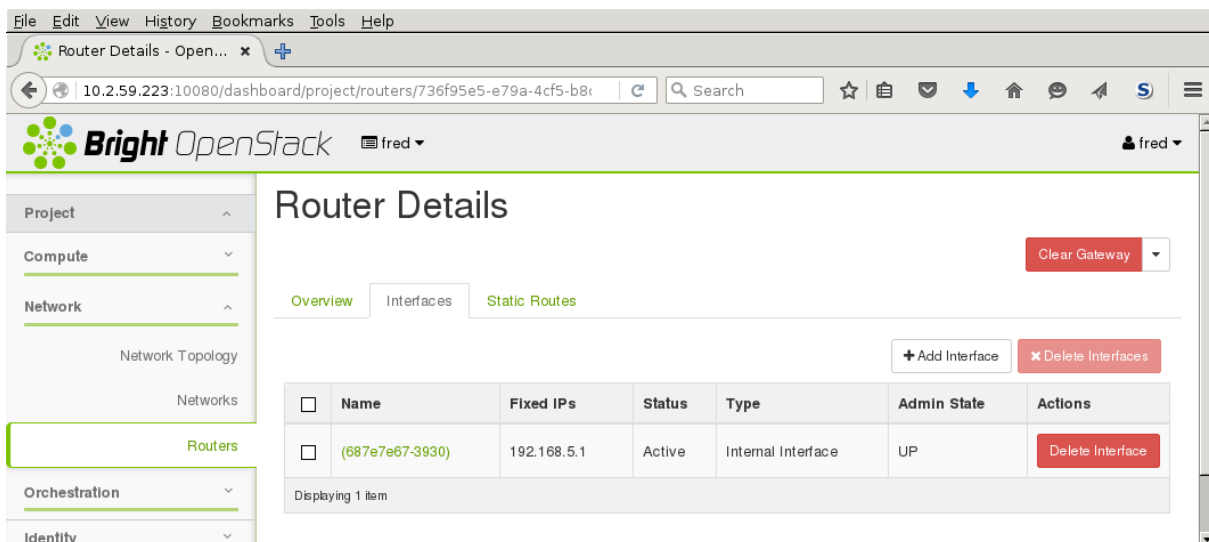 File Edit View History Bookmarks Tools Help
Router Details - Open...
10.2.59.223:10080/dashboard/project/routers/736f95e5-e79a-4cf5-b8
Search
S
Bright OpenStack fred fred
Project
Router Details
Compute
Clear Gateway
Network
Overview Interfaces Static Routes
Network Topology
Add Interface Delete Interfaces
Networks
Name Fixed IPs Status Type Admin State Actions
Routers
(687e7e67-3930) 192.168.5.1 Active Internal Interface UP Delete Interface
Orchestration
Displaying 1 item
Identity